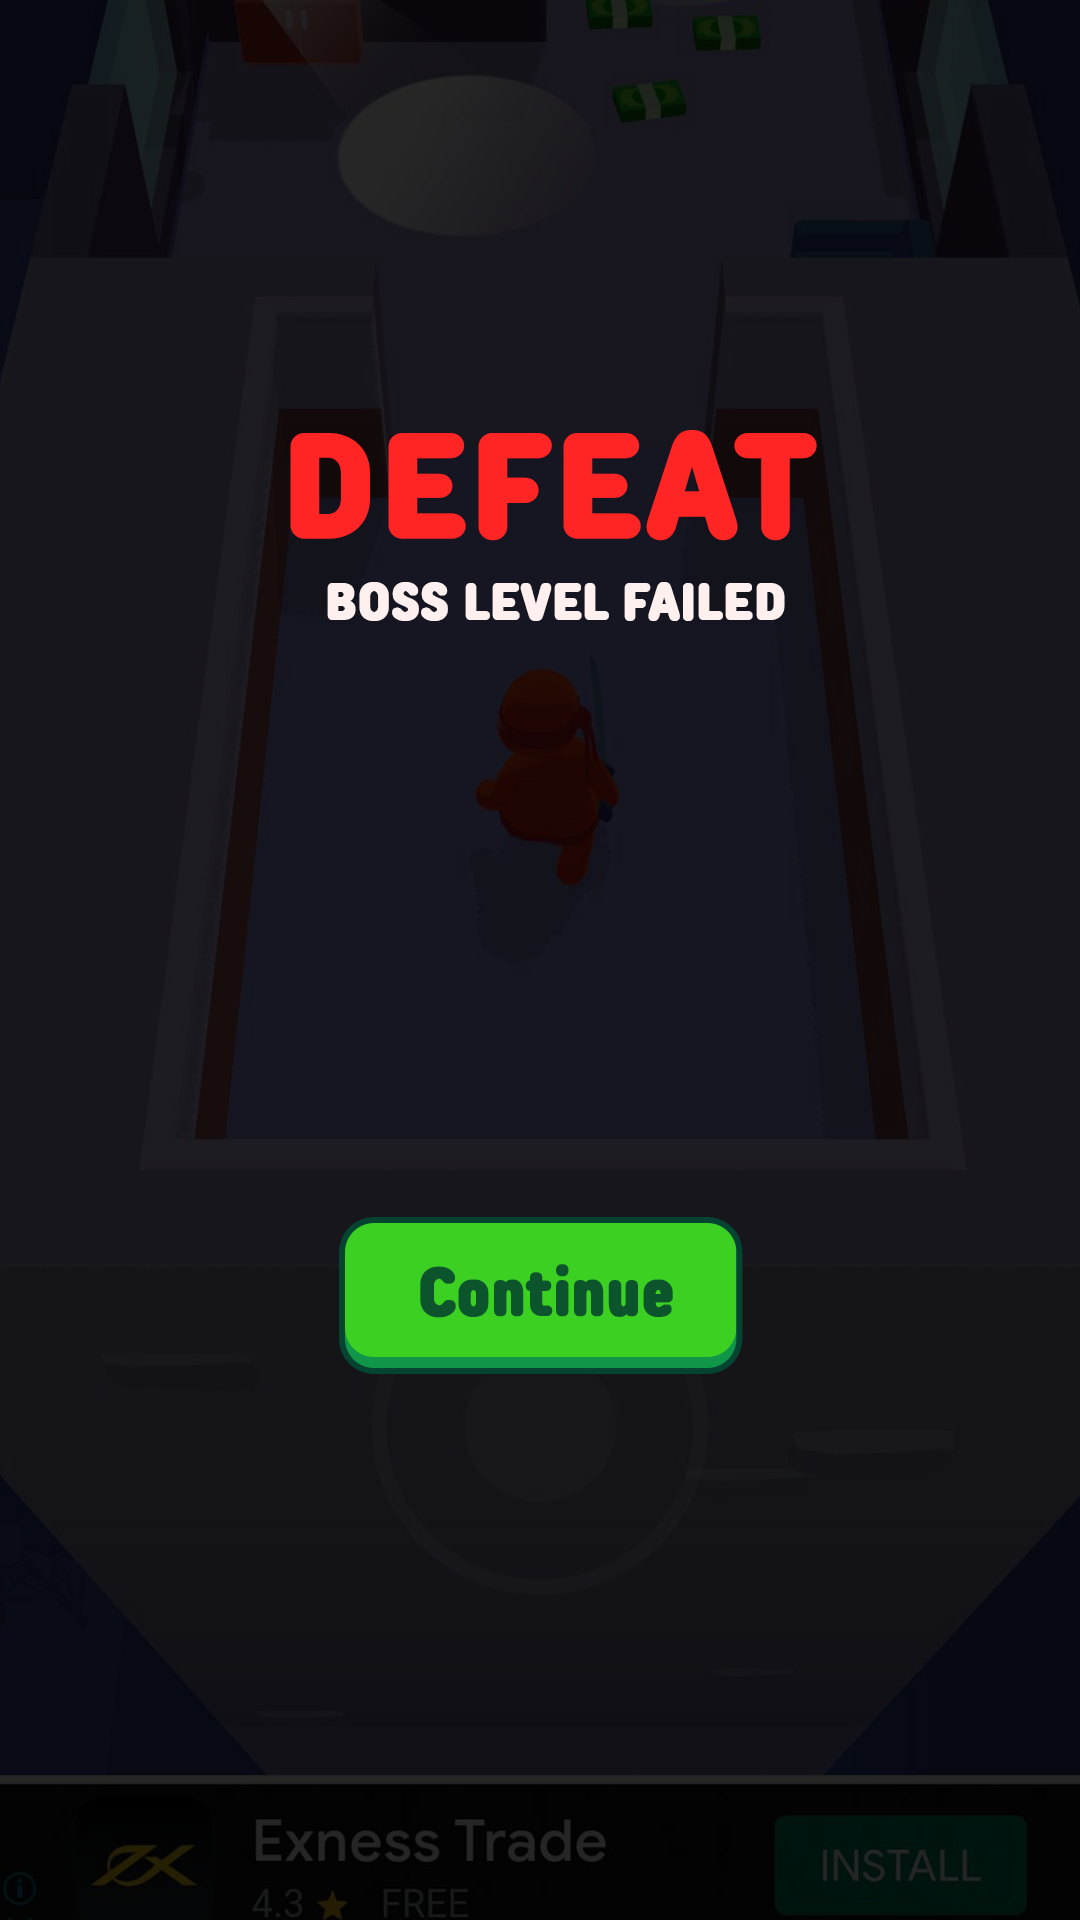 DEFEAT
BOSS LEVEL FAILED
Continue
Exness Trade
4.3 ★ FREE
INSTALL